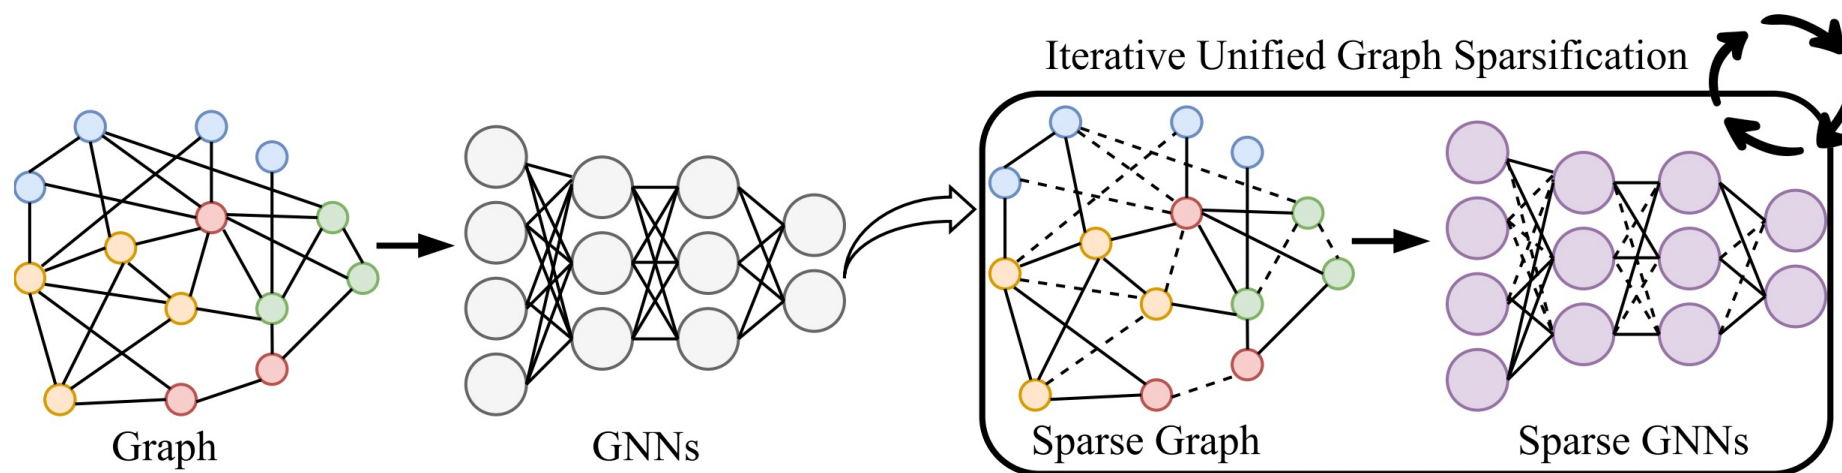 Iterative Unified Graph Sparsification
Graph
GNNs
Sparse Graph
Sparse GNNs